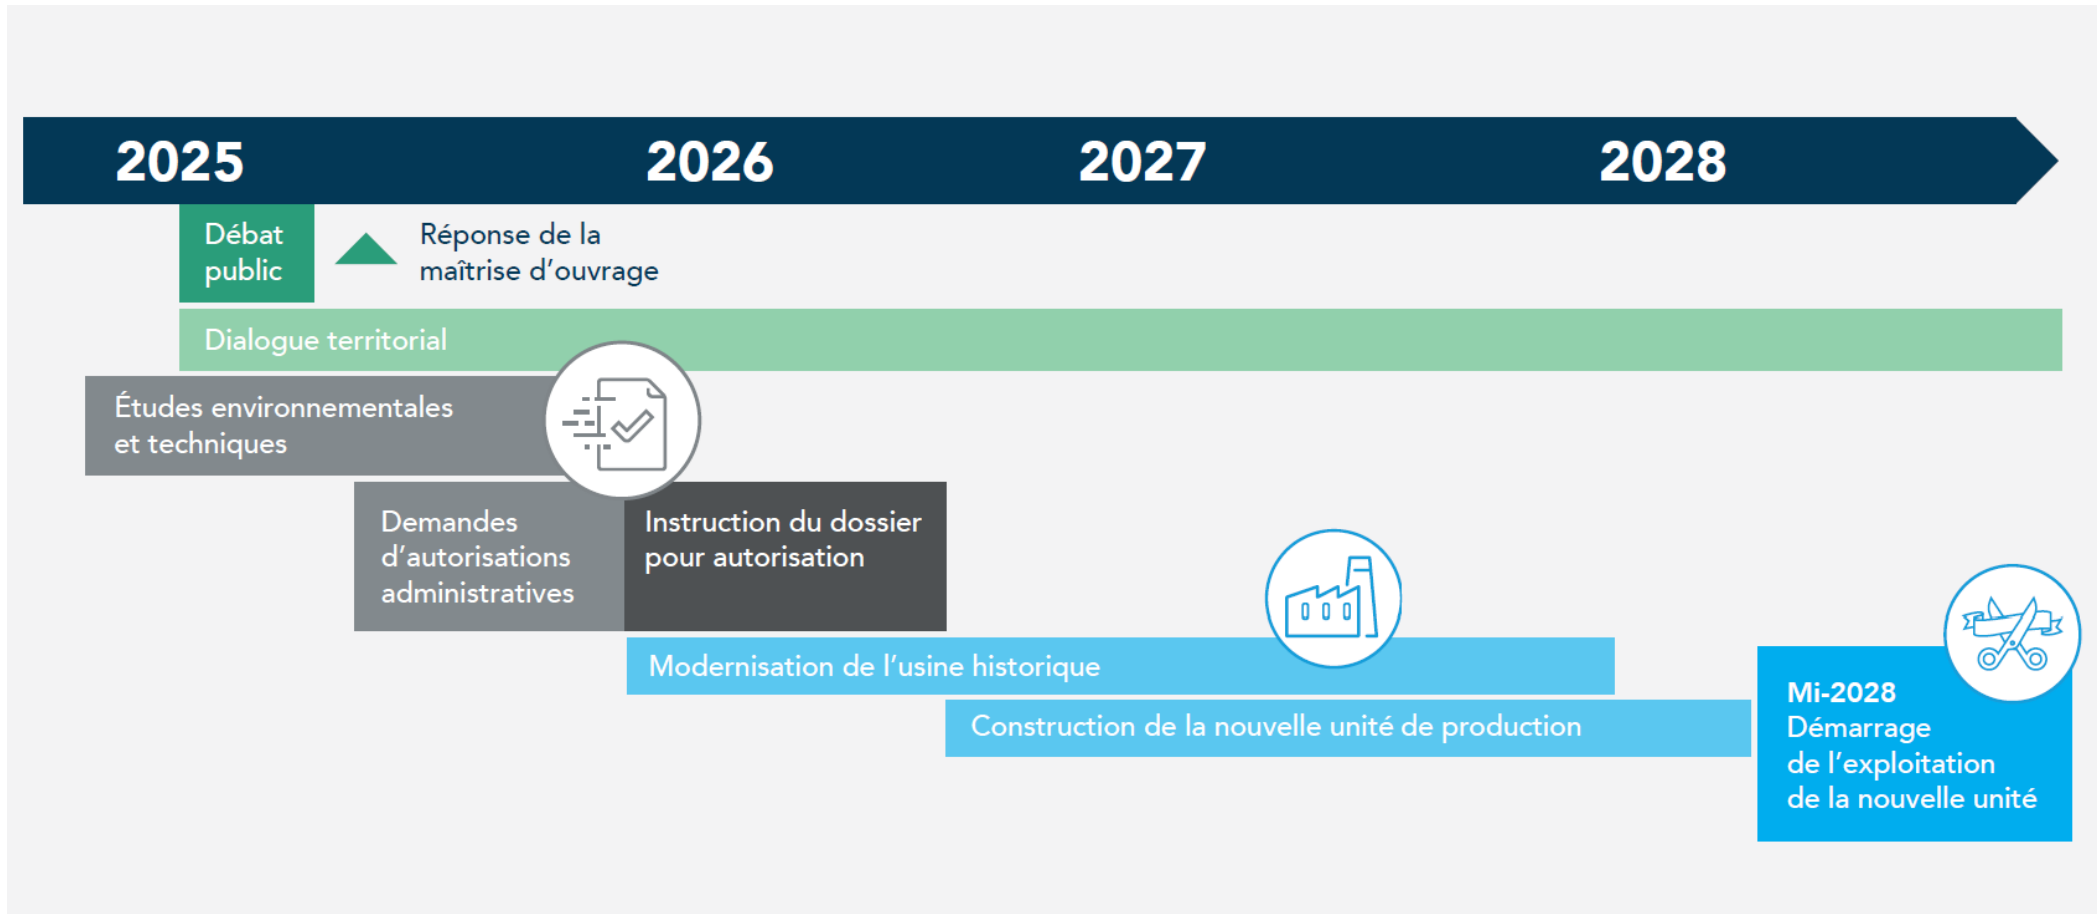 2025
2026
2027
2028
Débat
public
Réponse de la
maîtrise d’ouvrage
Dialogue territorial
Études environnementales
et techniques
Demandes
d’autorisations
administratives
Instruction du dossier
pour autorisation
Modernisation de l’usine historique
Construction de la nouvelle unité de production
Mi-2028
Démarrage
de l’exploitation
de la nouvelle unité